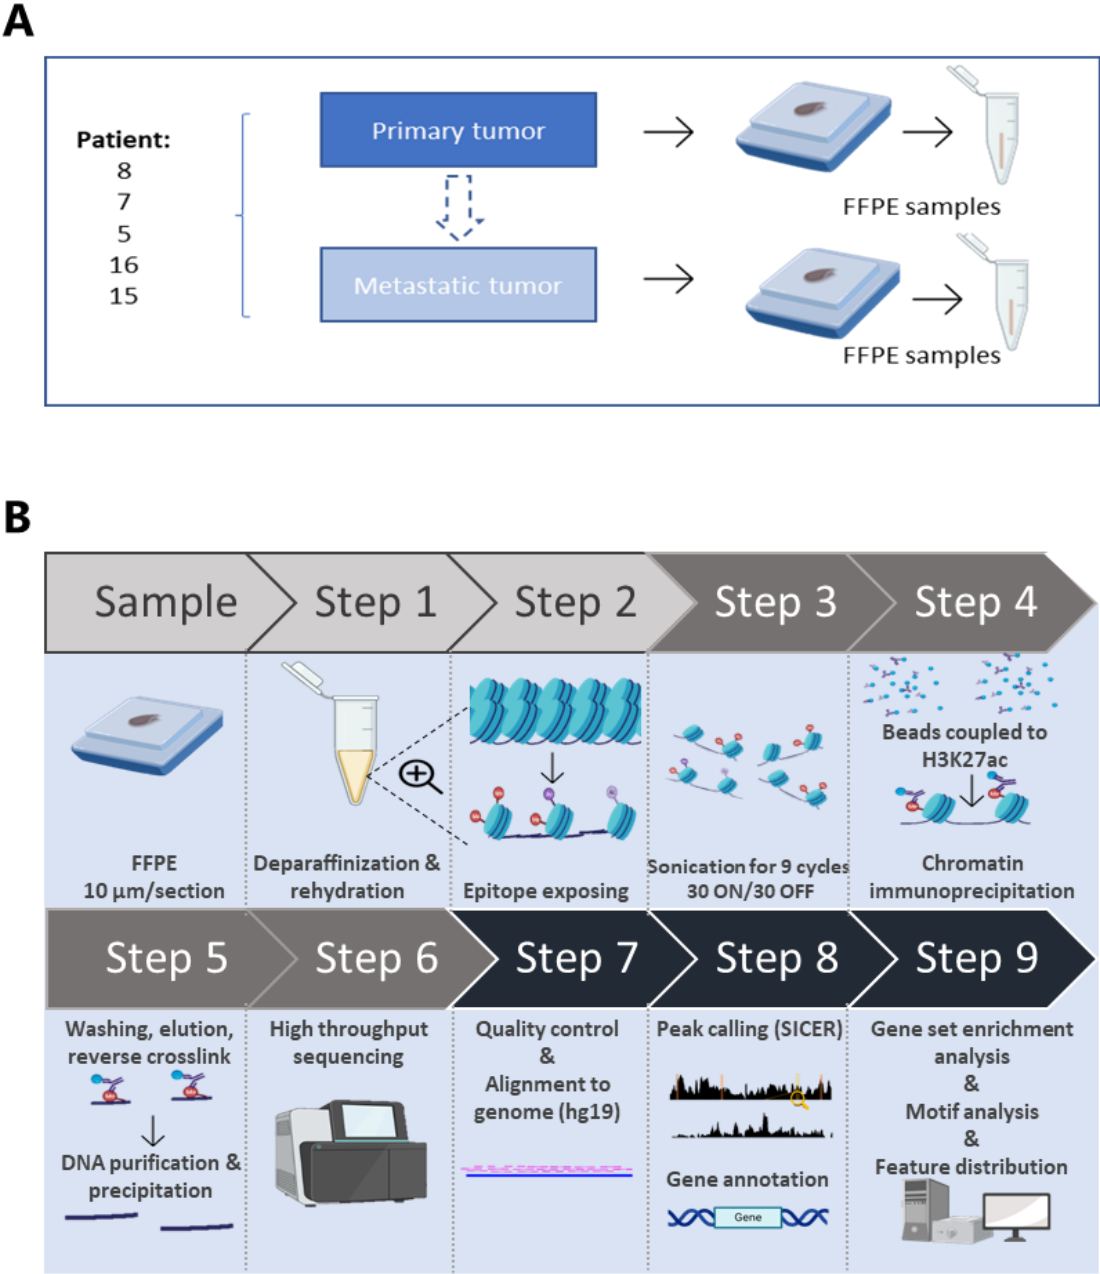 A
Patient:
8
7
5
16
15
Primary tumor
Metastatic tumor
FFPE samples
FFPE samples
B
Sample
Step 1
Step 2
Step 3
Step 4
FFPE
10 µm/section
Deparaffinization &
rehydration
Epitope exposing
Sonication for 9 cycles
30 ON/30 OFF
Beads coupled to
H3K27ac
Chromatin
immunoprecipitation
Step 5
Step 6
Step 7
Step 8
Step 9
Washing, elution,
reverse crosslink
DNA purification &
precipitation
High throughput
sequencing
Quality control
&
Alignment to
genome (hg19)
Peak calling (SICER)
Gene annotation
Gene
Gene set enrichment
analysis
&
Motif analysis
&
Feature distribution